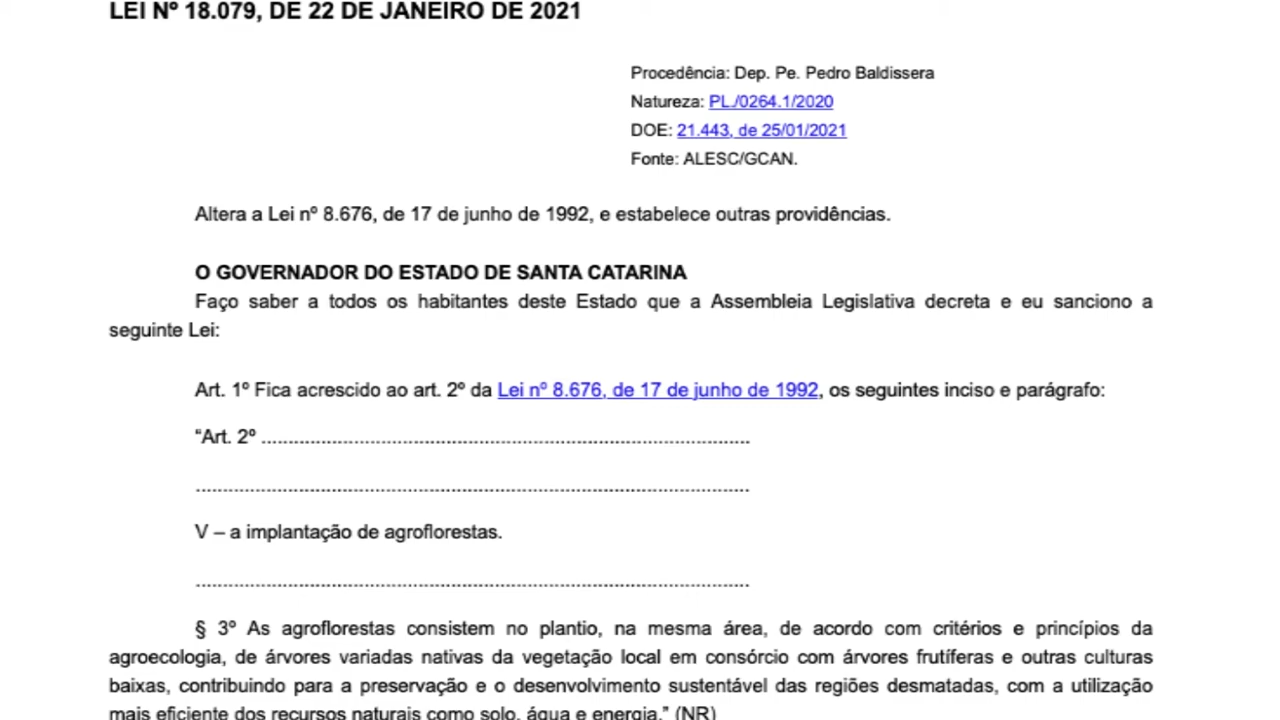 LEI Nº 18.079, DE 22 DE JANEIRO DE 2021
Procedência: Dep. Pe. Pedro Baldissera
Natureza: PL./0264.1/2020
DOE: 21.443, de 25/01/2021
Fonte: ALESC/GCAN.
Altera a Lei nº 8.676, de 17 de junho de 1992, e estabelece outras providências.
O GOVERNADOR DO ESTADO DE SANTA CATARINA
Faço saber a todos os habitantes deste Estado que a Assembleia Legislativa decreta e eu sanciono a
seguinte Lei:
Art. 1º Fica acrescido ao art. 2º da Lei nº 8.676, de 17 de junho de 1992, os seguintes inciso e parágrafo:
“Art. 2º ..........................................................................................
.......................................................................................................
V – a implantação de agroflorestas.
.......................................................................................................
§ 3º As agroflorestas consistem no plantio, na mesma área, de acordo com critérios e princípios da
agroecologia, de árvores variadas nativas da vegetação local em consórcio com árvores frutíferas e outras culturas
baixas, contribuindo para a preservação e o desenvolvimento sustentável das regiões desmatadas, com a utilização
mais eficiente dos recursos naturais como solo, água e energia.” (NR)